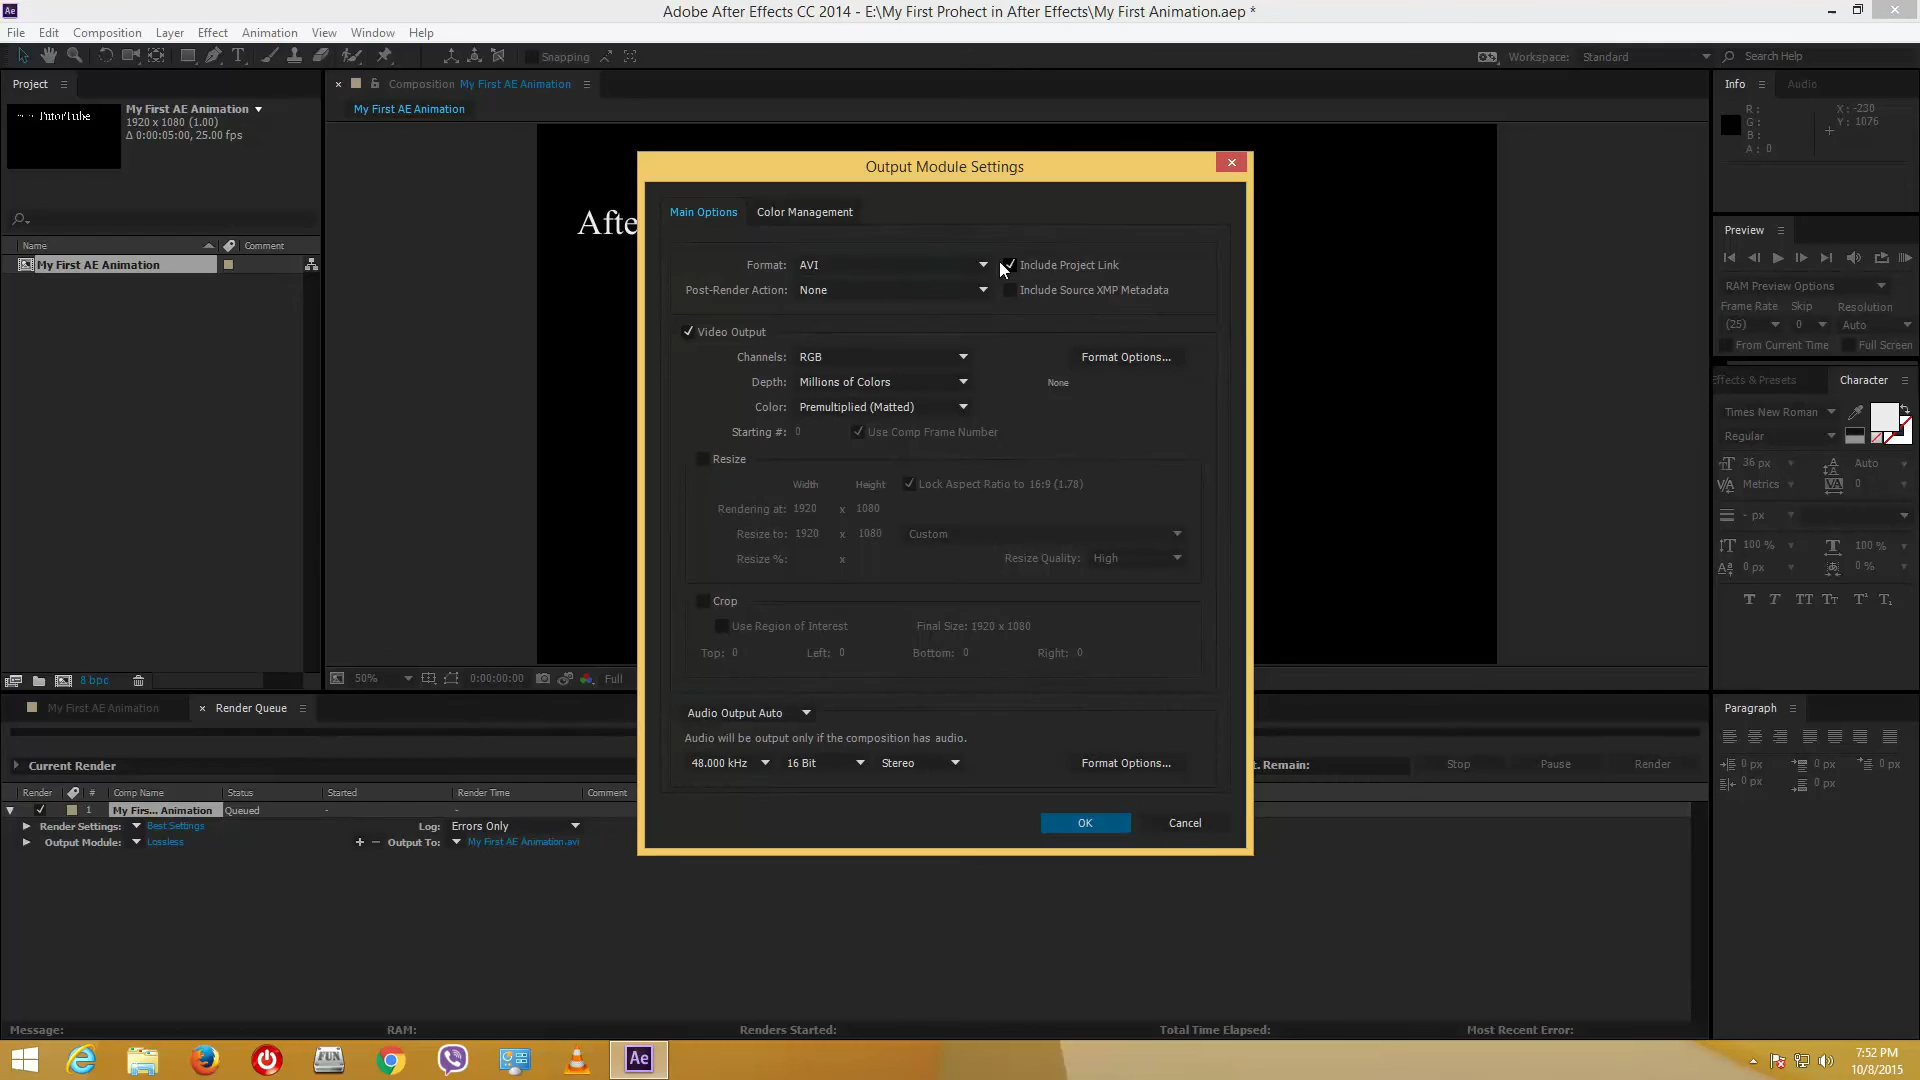 Adobe After Effects CC 2014 - E:\My First Prohect in After Effects\My First Animation.aep *
File Edit Composition Layer Effect Animation View Window Help
Snapping Workspace: Standard Search Help
Project Composition My First AE Animation Info Audio
My First AE Animation
1920 x 1080 (1.00)
Δ 0:00:05:00, 25.00 fps
TutorTube
My First AE Animation
R: X: -230
G: Y: 1076
B:
A: 0
Name Comment
My First AE Animation
Afte
Output Module Settings
Main Options Color Management
Format: AVI Include Project Link
Post-Render Action: None Include Source XMP Metadata
Video Output
Channels: RGB Format Options...
Depth: Millions of Colors None
Color: Premultiplied (Matted)
Starting #: 0 Use Comp Frame Number
Resize
Width Height Lock Aspect Ratio to 16:9 (1.78)
Rendering at: 1920 x 1080
Resize to: 1920 x 1080 Custom
Resize %: x Resize Quality: High
Crop
Use Region of Interest Final Size: 1920 x 1080
Top: 0 Left: 0 Bottom: 0 Right: 0
Audio Output Auto
Audio will be output only if the composition has audio.
48.000 kHz 16 Bit Stereo Format Options...
OK Cancel
Preview
RAM Preview Options
Frame Rate Skip Resolution
(25) 0 Auto
From Current Time Full Screen
Effects & Presets Character
Times New Roman
Regular
36 px Auto
Metrics 0
- px
100 % 100 %
0 px 0 %
T T TT Tт T¹ T₁
8 bpc 50% 0:00:00:00 Full
My First AE Animation Render Queue
Current Render t. Remain: Stop Pause Render
Render # Comp Name Status Started Render Time Comment
1 My Firs... Animation Queued - -
Render Settings: Best Settings Log: Errors Only
Output Module: Lossless + − Output To: My First AE Animation.avi
Paragraph
0 px 0 px 0 px
0 px 0 px
Message: RAM: Renders Started: Total Time Elapsed: Most Recent Error:
FUN
Ae
7:52 PM
10/8/2015